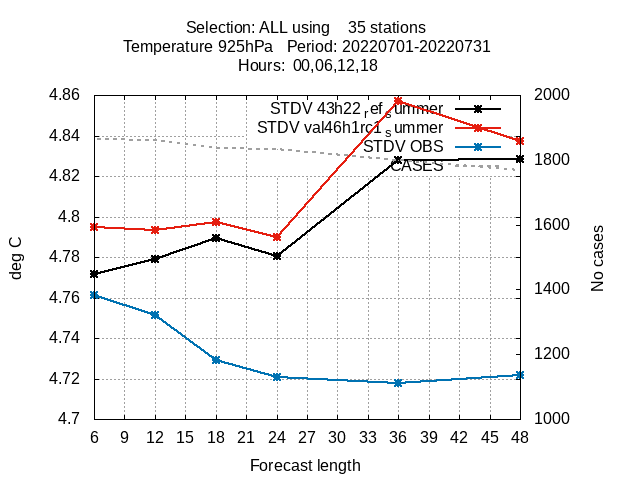 Selection: ALL using 35 stations
Temperature 925hPa Period: 20220701-20220731
Hours: 00,06,12,18
4.86 2000
STDV 43h22_ref_summer
STDV val46h1rc1_summer
4.84
STDV OBS
1800
CASES
4.82
4.8 1600
4.78
deg C No cases
4.76 1400
4.74
1200
4.72
4.7 1000
6 9 12 15 18 21 24 27 30 33 36 39 42 45 48
Forecast length